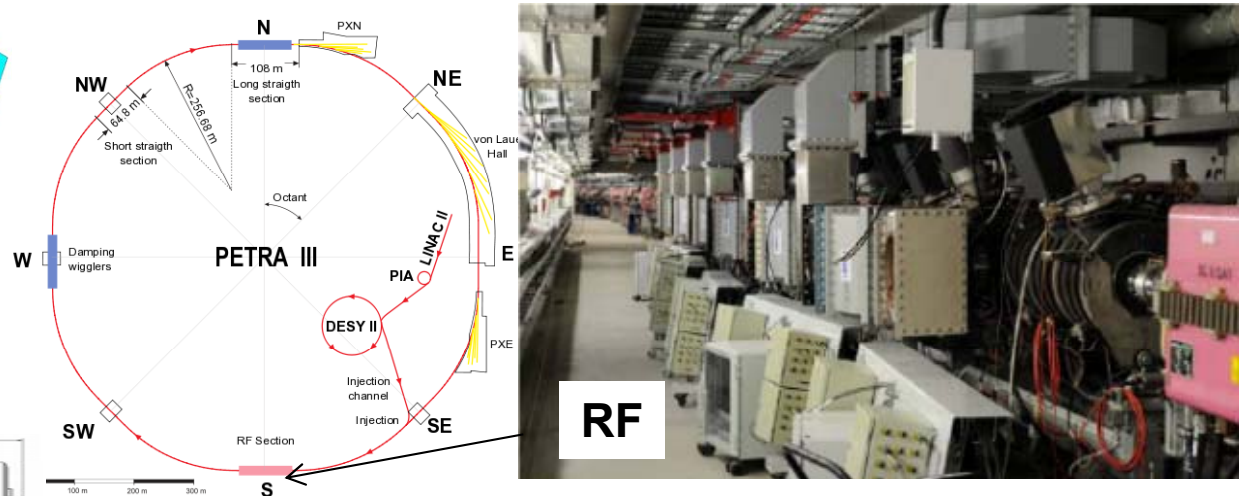 N
PXN
NW
NE
108 m
Long straigth
section
R=256.68 m
64.8 m
Short straigth
section
von Laue
Hall
Octant
LINAC II
W
Damping
wigglers
PETRA III
E
PIA
DESY II
PXE
Injection
channel
Injection
SW
SE
RF Section
S
100 m
200 m
300 m
RF